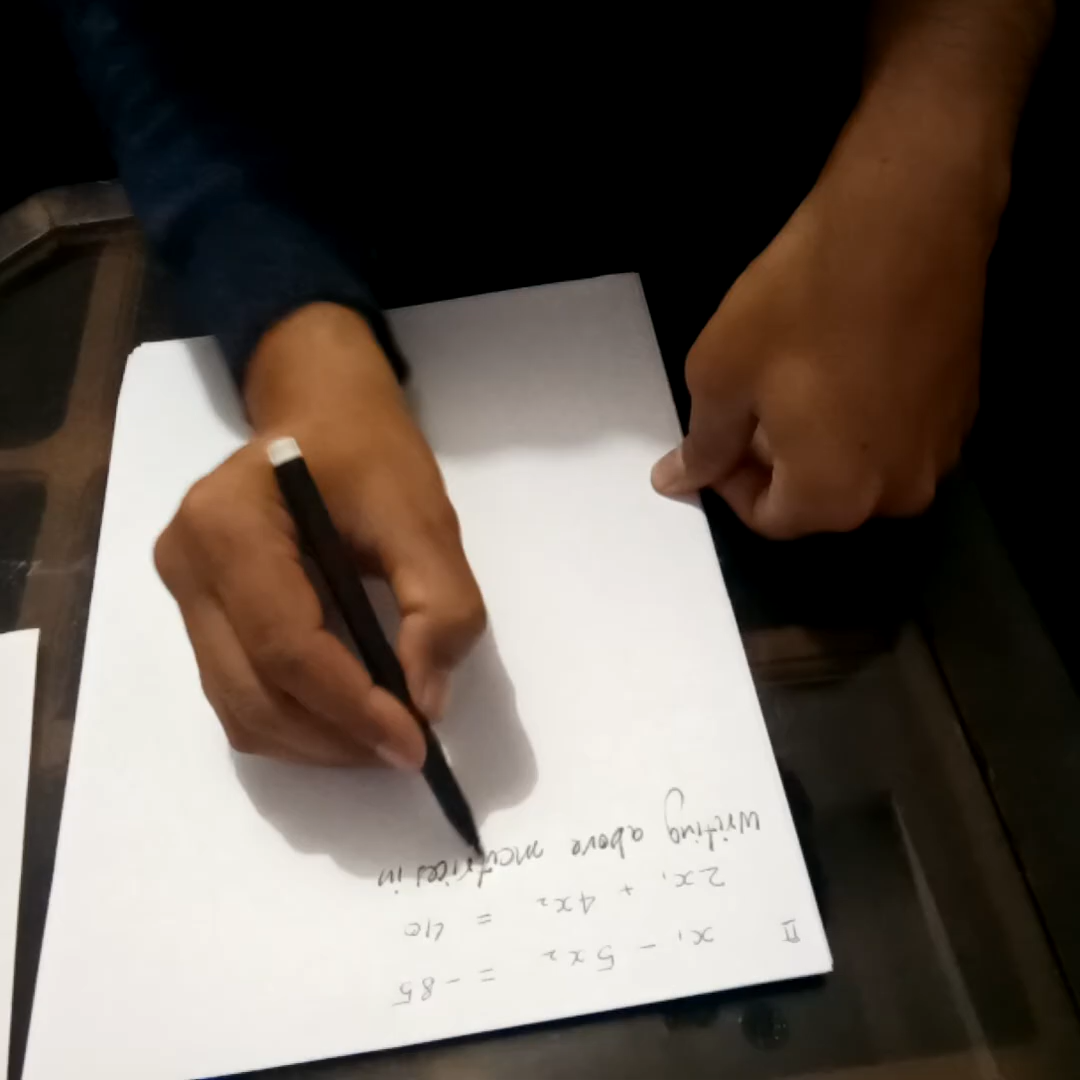 II x₁ - 5x₂ = -85
2x₁ + 4x₂ = 40
Writing above matrices in